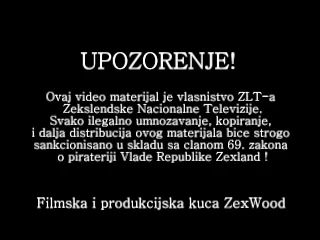 UPOZORENJE!
Ovaj video materijal je vlasnistvo ZLT-a
Zekslendske Nacionalne Televizije.
Svako ilegalno umnozavanje, kopiranje,
i dalja distribucija ovog materijala bice strogo
sankcionisano u skladu sa clanom 69. zakona
o pirateriji Vlade Republike Zexland !
Filmska i produkcijska kuca ZexWood